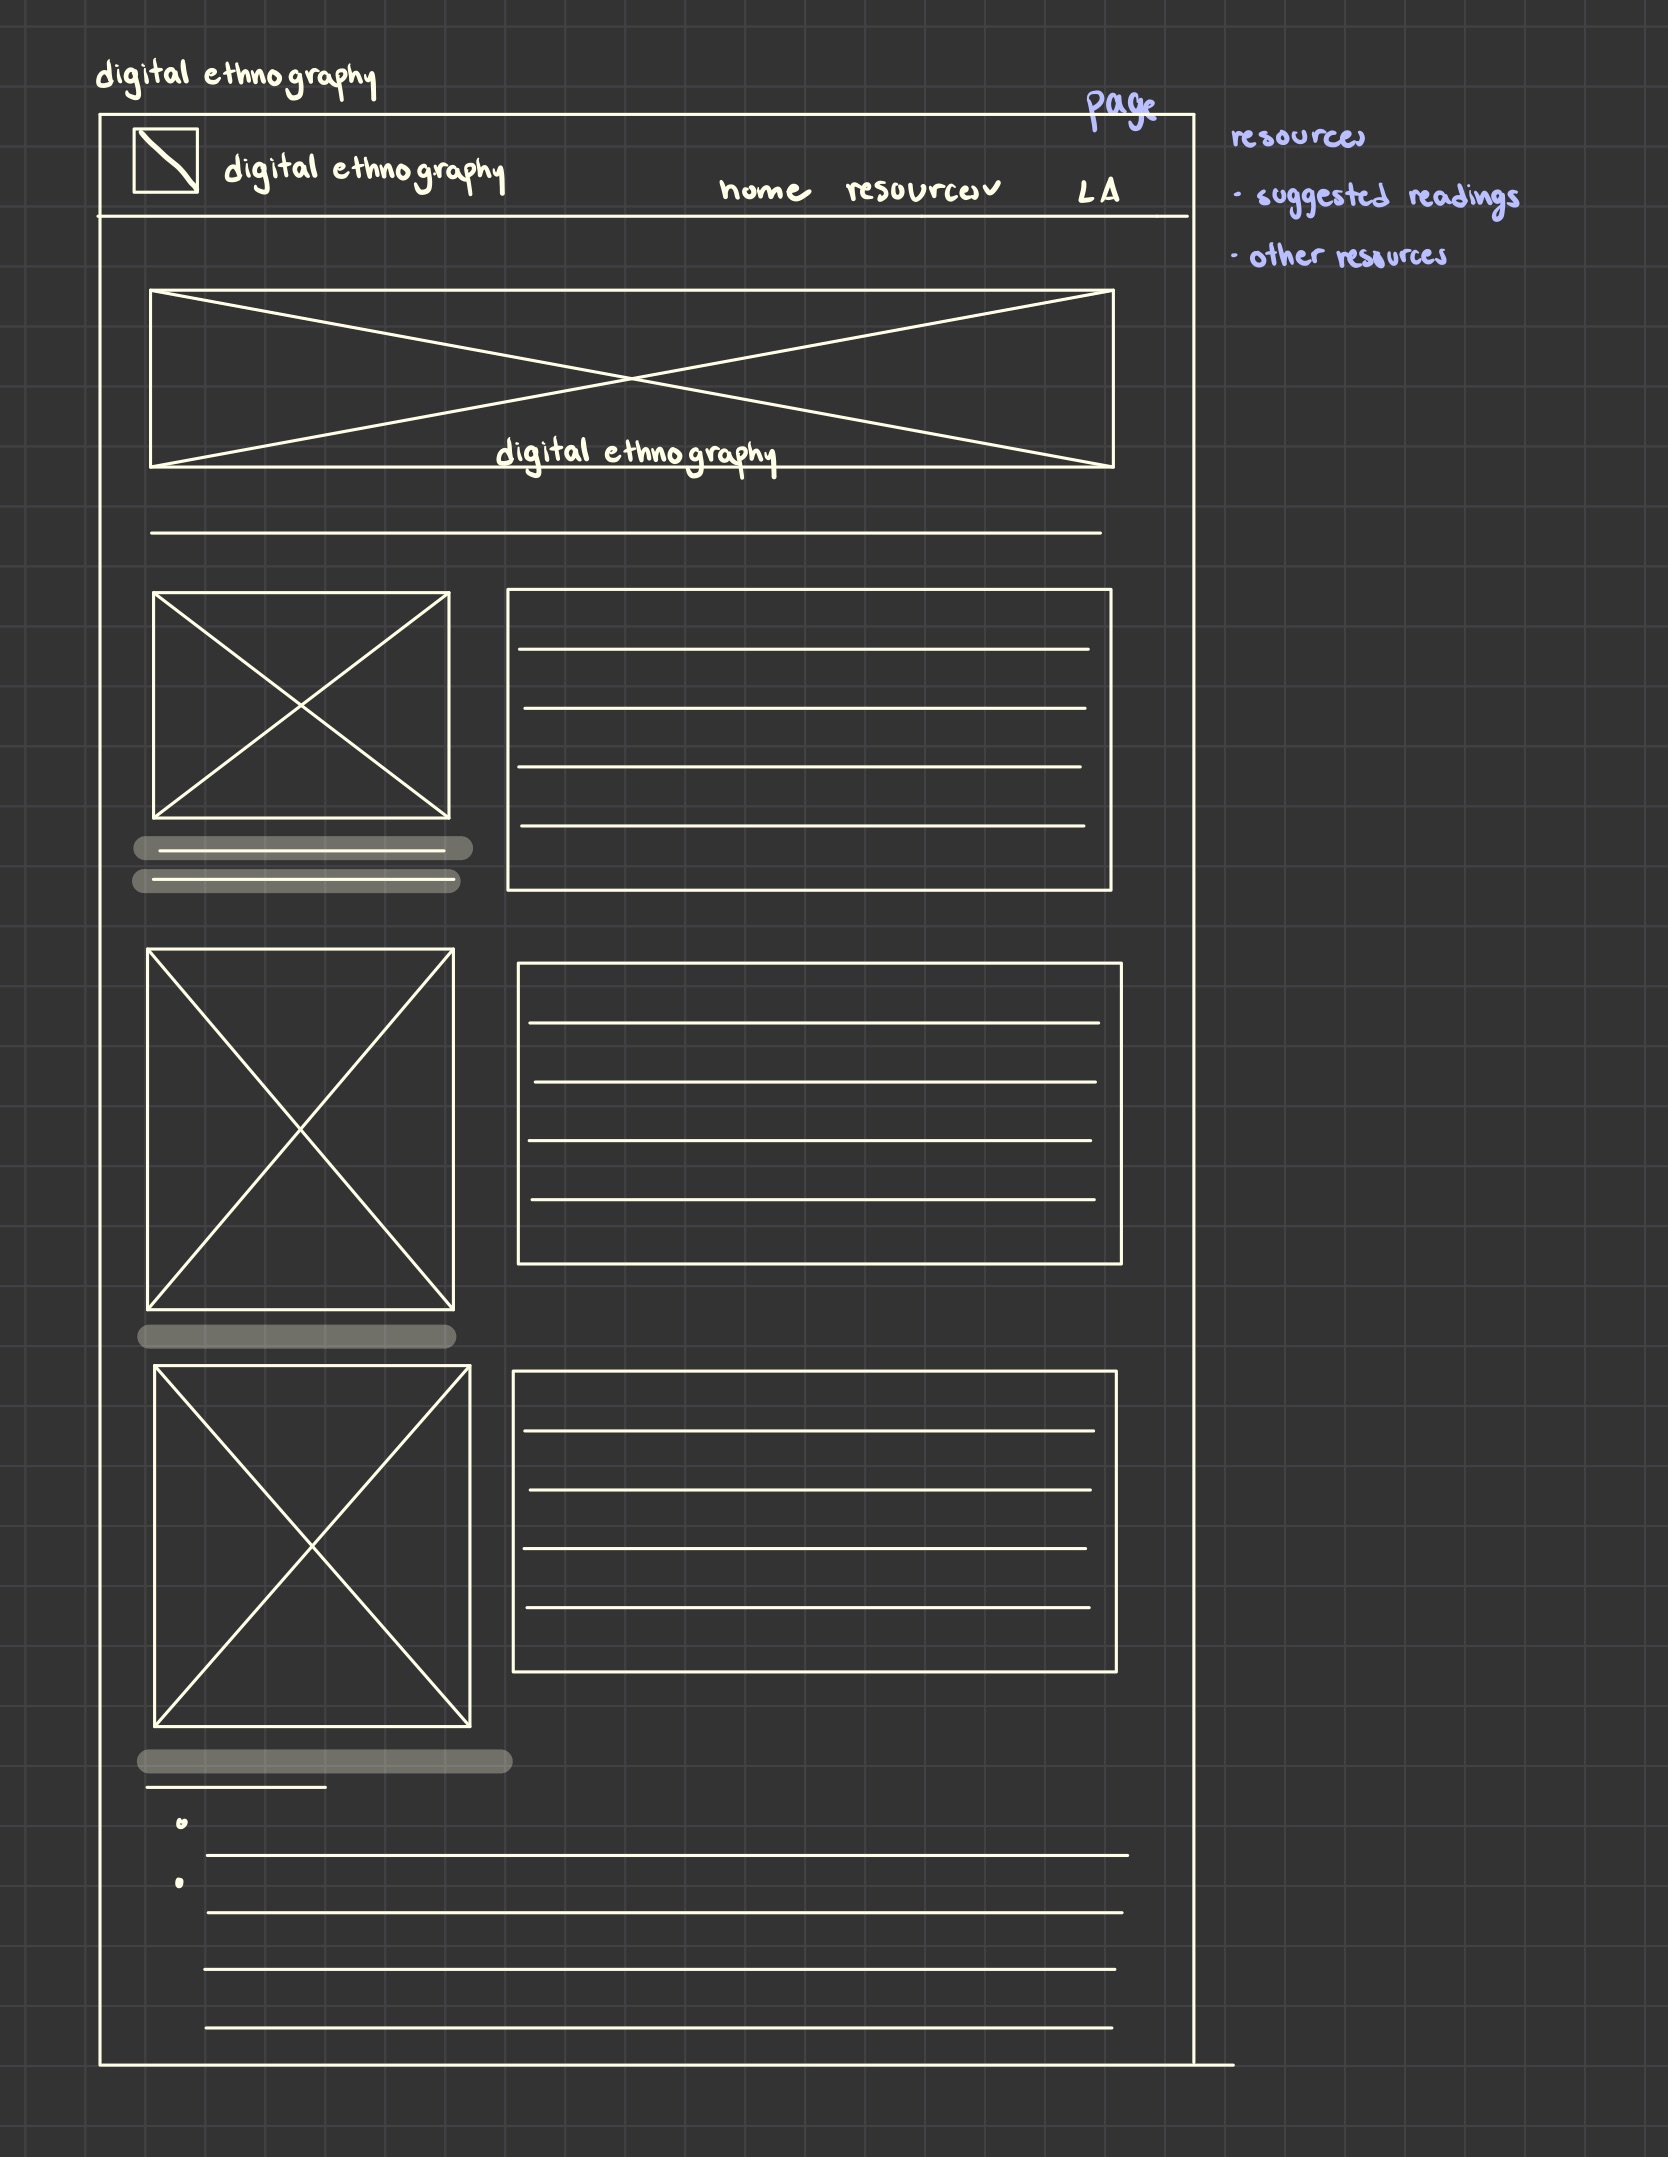 digital ethnography
page
digital ethnography
home resources LA
resources
- suggested readings
- other resources
digital ethnography